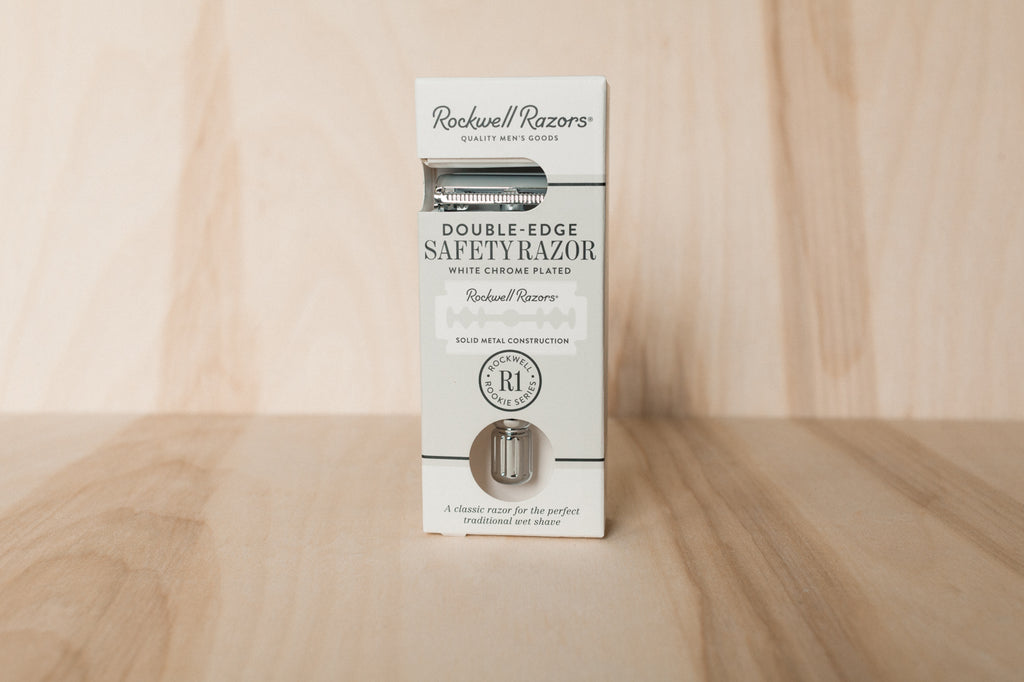 Rockwell Razors®
QUALITY MEN'S GOODS
DOUBLE-EDGE
SAFETY RAZOR
WHITE CHROME PLATED
Rockwell Razors®
SOLID METAL CONSTRUCTION
ROCKWELL
R1
ROOKIE SERIES
A classic razor for the perfect
traditional wet shave